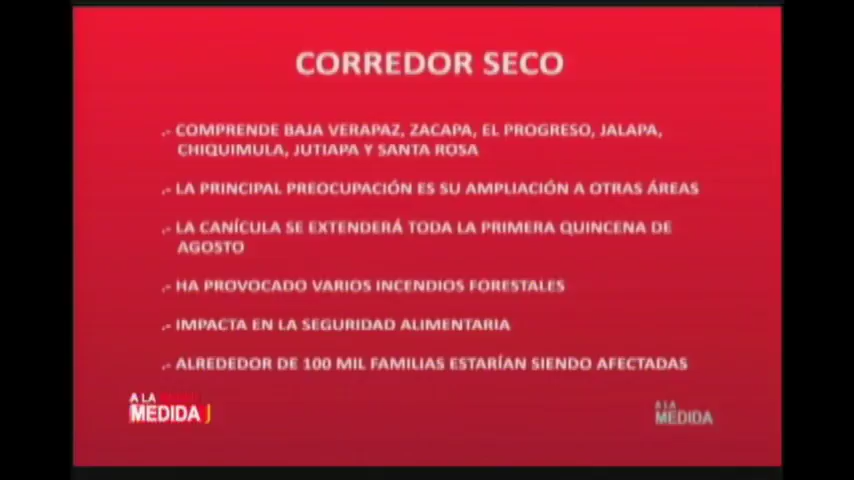 CORREDOR SECO
.- COMPRENDE BAJA VERAPAZ, ZACAPA, EL PROGRESO, JALAPA,
CHIQUIMULA, JUTIAPA Y SANTA ROSA
.- LA PRINCIPAL PREOCUPACIÓN ES SU AMPLIACIÓN A OTRAS ÁREAS
.- LA CANÍCULA SE EXTENDERÁ TODA LA PRIMERA QUINCENA DE
AGOSTO
.- HA PROVOCADO VARIOS INCENDIOS FORESTALES
.- IMPACTA EN LA SEGURIDAD ALIMENTARIA
.- ALREDEDOR DE 100 MIL FAMILIAS ESTARÍAN SIENDO AFECTADAS
A LA
MEDIDA
A LA
MEDIDA